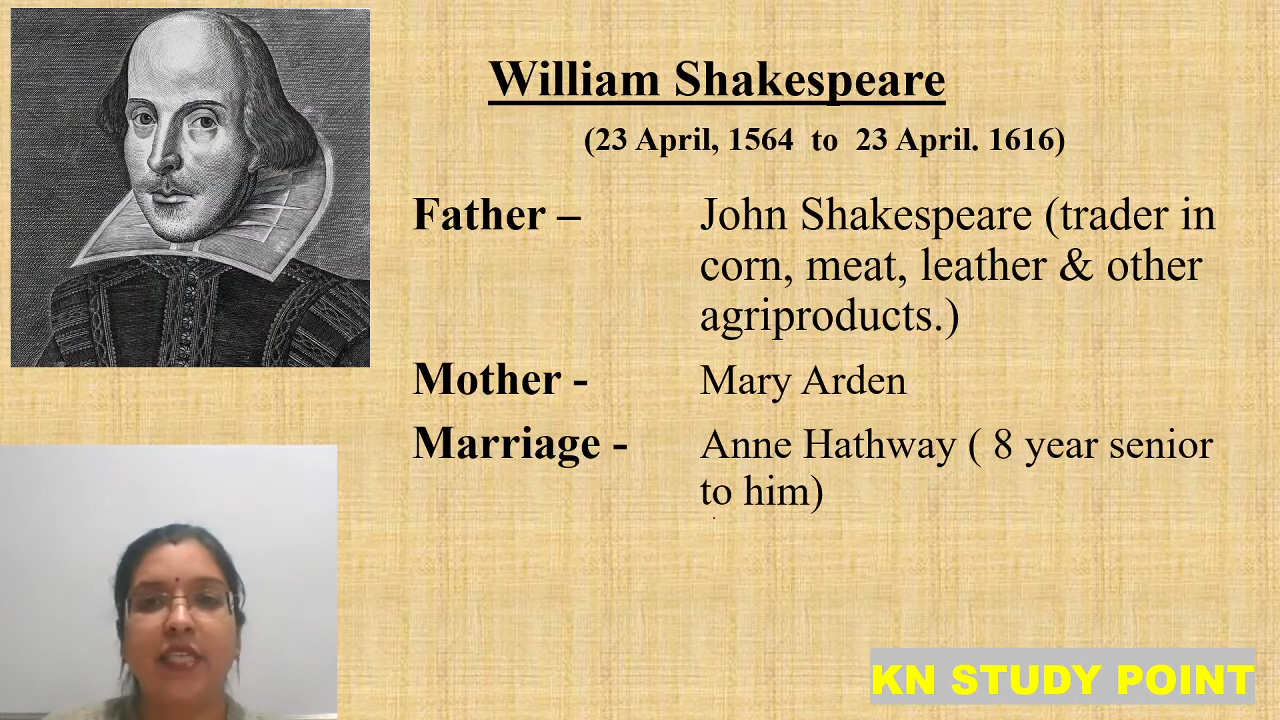 William Shakespeare
(23 April, 1564 to 23 April. 1616)
Father – John Shakespeare (trader in
corn, meat, leather & other
agriproducts.)
Mother - Mary Arden
Marriage - Anne Hathway ( 8 year senior
to him)
KN STUDY POINT